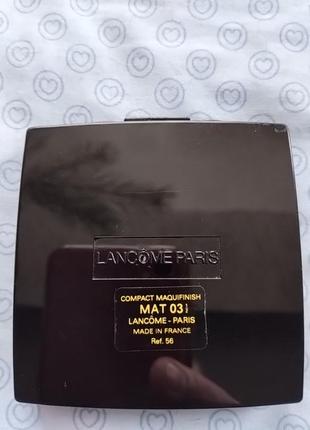 LANCÔME PARIS
COMPACT MAQUIFINISH
MAT 03
LANCÔME - PARIS
MADE IN FRANCE
Ref. 56